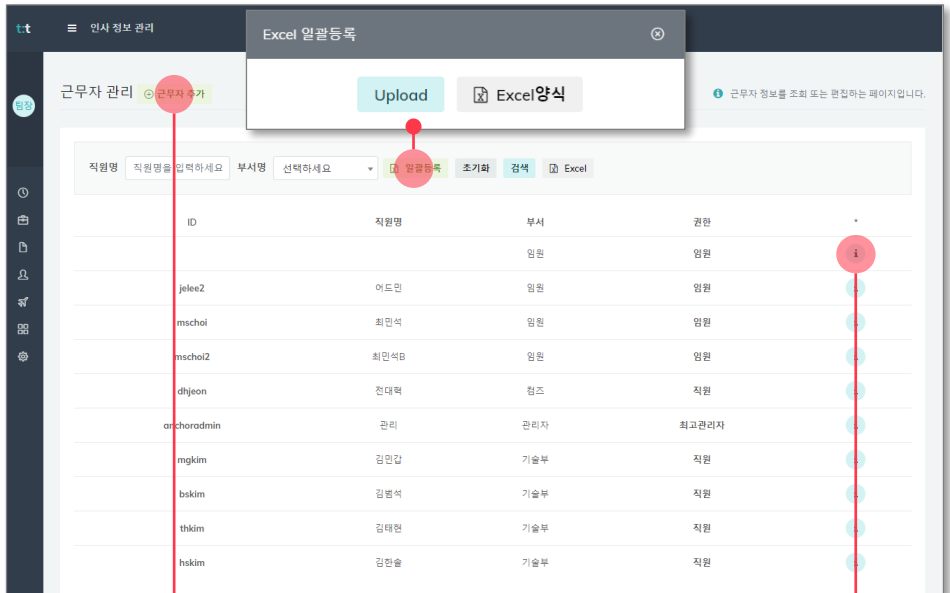 t:t
인사 정보 관리
Excel 일괄등록
Upload
Excel양식
팀장
근무자 관리
근무자 추가
근무자 정보를 조회 또는 편집하는 페이지입니다.
직원명 직원명을 입력하세요 부서명 선택하세요 일괄등록 초기화 검색 Excel
ID 직원명 부서 권한 *
임원 임원 i
jelee2 어드민 임원 임원
mschoi 최민석 임원 임원
mschoi2 최민석B 임원 임원
dhjeon 전대혁 컴즈 직원
anchoradmin 관리 관리자 최고관리자
mgkim 김민갑 기술부 직원
bskim 김범석 기술부 직원
thkim 김태현 기술부 직원
hskim 김한솔 기술부 직원